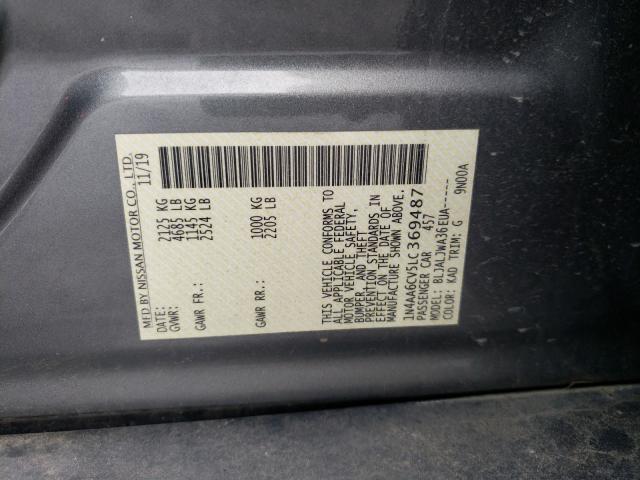 MFD BY NISSAN MOTOR CO., LTD.
DATE: 11/19
GVWR: 2125 KG
4685 LB
GAWR FR.: 1145 KG
2524 LB
GAWR RR.: 1000 KG
2205 LB
THIS VEHICLE CONFORMS TO
ALL APPLICABLE FEDERAL
MOTOR VEHICLE SAFETY,
BUMPER, AND THEFT
PREVENTION STANDARDS IN
EFFECT ON THE DATE OF
MANUFACTURE SHOWN ABOVE.
1N4AA6CV5LC369487
PASSENGER CAR 457
MODEL: BLJALJWA36EUA-----
COLOR: KAD TRIM: G 9N00A